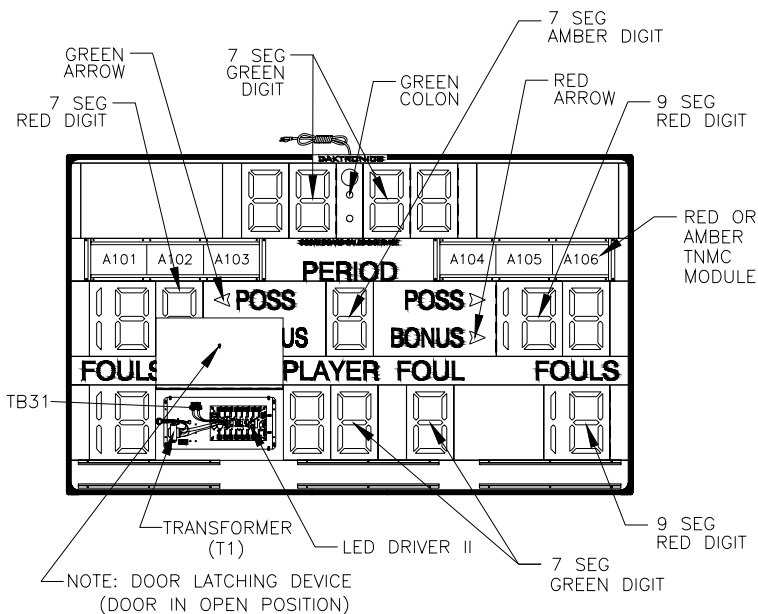 7 SEG
AMBER DIGIT
GREEN
ARROW
7 SEG
GREEN
DIGIT
GREEN
COLON
RED
ARROW
7 SEG
RED DIGIT
9 SEG
RED DIGIT
DAKTRONICS
RED OR
AMBER
TNMC
MODULE
A101 A102 A103
A104 A105 A106
PERIOD
POSS
POSS
US
BONUS
FOULS
PLAYER FOUL
FOULS
TB31
TRANSFORMER
(T1)
LED DRIVER II
9 SEG
RED DIGIT
7 SEG
GREEN DIGIT
NOTE: DOOR LATCHING DEVICE
(DOOR IN OPEN POSITION)